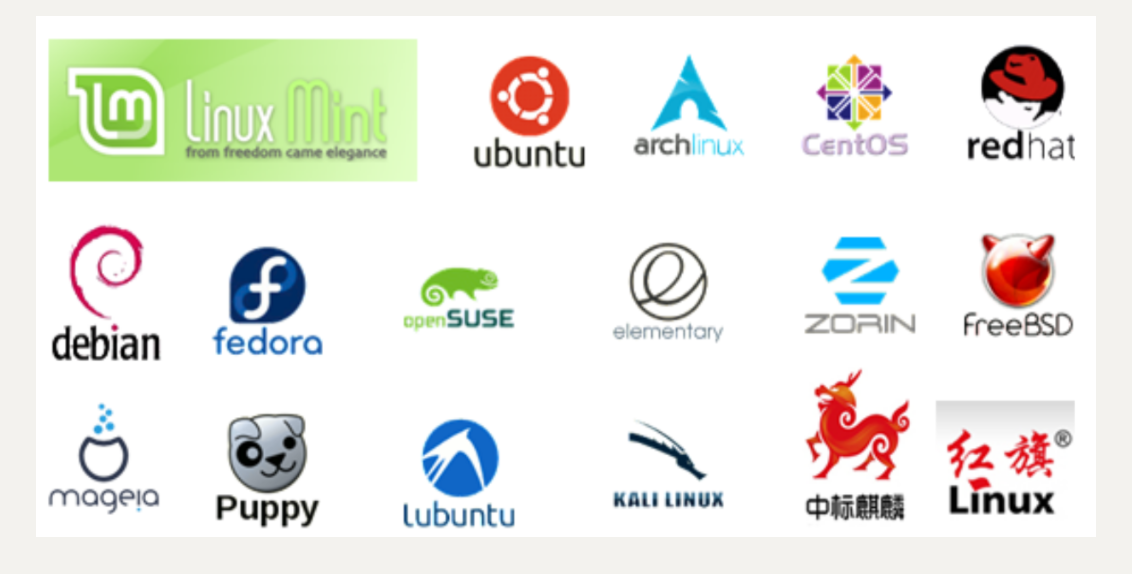 Linux Mint
from freedom came elegance
ubuntu
archlinux
CentOS
redhat
debian
fedora
openSUSE
elementary
ZORIN
FreeBSD
mageia
Puppy
Lubuntu
KALI LINUX
中标麒麟
红旗®
Linux